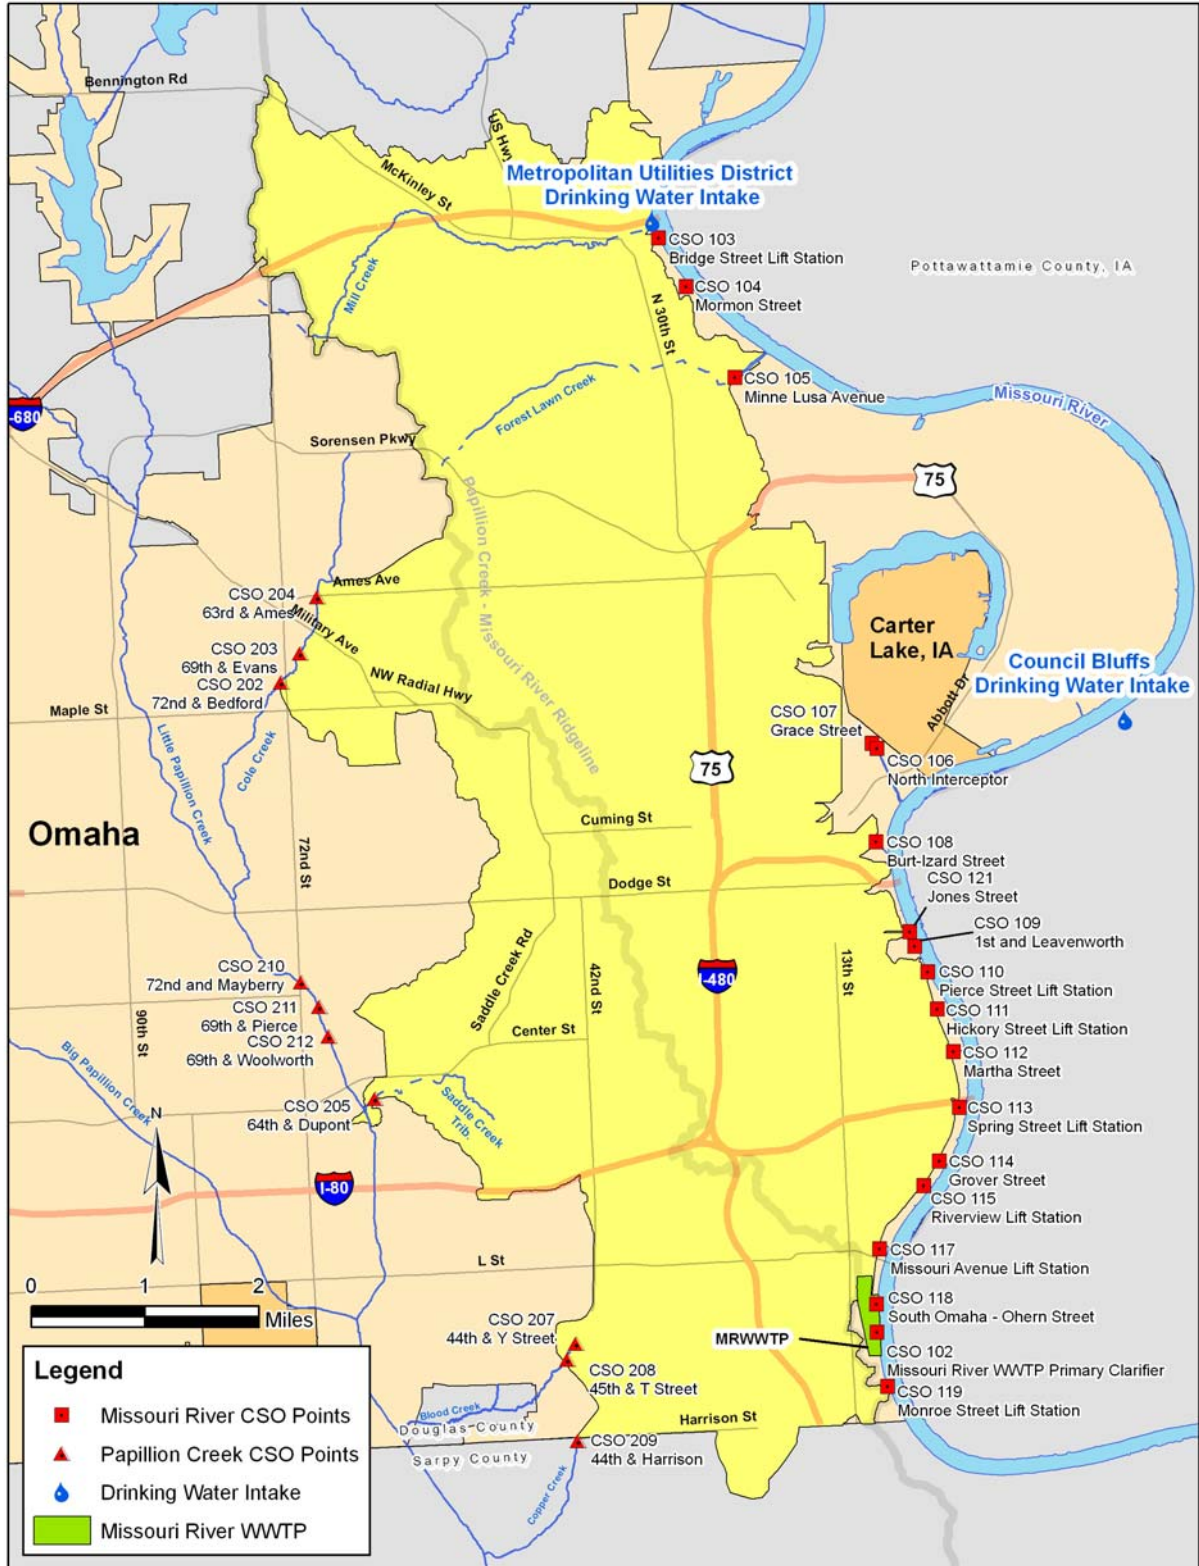 Bennington Rd
US Hwy
McKinley St
Metropolitan Utilities District
Drinking Water Intake
CSO 103
Bridge Street Lift Station
Pottawattamie County, IA
Mill Creek
CSO 104
Mormon Street
N 30th St
CSO 105
Minne Lusa Avenue
Forest Lawn Creek
Missouri River
I-680
Sorensen Pkwy
75
Papillion Creek - Missouri River Ridgeline
Ames Ave
CSO 204
63rd & Ames
Military Ave
Carter
Lake, IA
CSO 203
69th & Evans
CSO 202
72nd & Bedford
NW Radial Hwy
Council Bluffs
Drinking Water Intake
Abbott Dr
Maple St
CSO 107
Grace Street
Little Papillion Creek
Cole Creek
75
CSO 106
North Interceptor
Omaha
Cuming St
72nd St
CSO 108
Burt-Izard Street
Dodge St
CSO 121
Jones Street
CSO 109
1st and Leavenworth
Saddle Creek Rd
42nd St
13th St
I-480
CSO 210
72nd and Mayberry
CSO 110
Pierce Street Lift Station
CSO 211
69th & Pierce
CSO 111
Hickory Street Lift Station
90th St
Center St
CSO 212
69th & Woolworth
Big Papillion Creek
CSO 112
Martha Street
CSO 205
64th & Dupont
Saddle Creek
Trib.
CSO 113
Spring Street Lift Station
N
CSO 114
Grover Street
I-80
CSO 115
Riverview Lift Station
L St
CSO 117
Missouri Avenue Lift Station
0 1 2
Miles
CSO 118
South Omaha - Ohern Street
CSO 207
44th & Y Street
MRWWTP
CSO 102
Missouri River WWTP Primary Clarifier
CSO 208
45th & T Street
CSO 119
Monroe Street Lift Station
Blood Creek
Douglas County
Harrison St
Sarpy County
CSO 209
44th & Harrison
Copper Creek
Legend
Missouri River CSO Points
Papillion Creek CSO Points
Drinking Water Intake
Missouri River WWTP